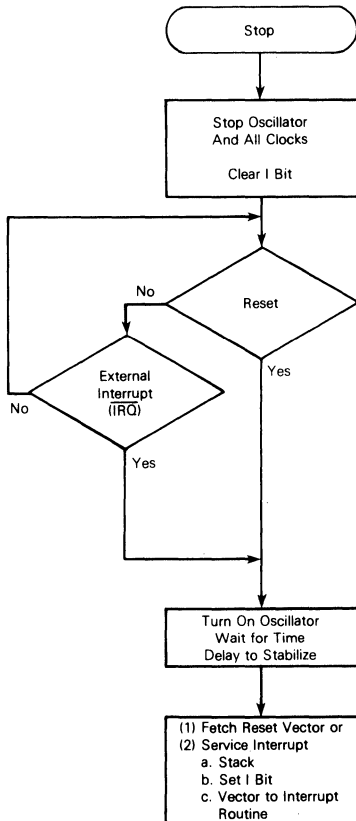 Stop
Stop Oscillator
And All Clocks
Clear I Bit
No
Reset
External
Interrupt
(I̅R̅Q̅)
No
Yes
Yes
Turn On Oscillator
Wait for Time
Delay to Stabilize
(1) Fetch Reset Vector or
(2) Service Interrupt
a. Stack
b. Set I Bit
c. Vector to Interrupt
Routine